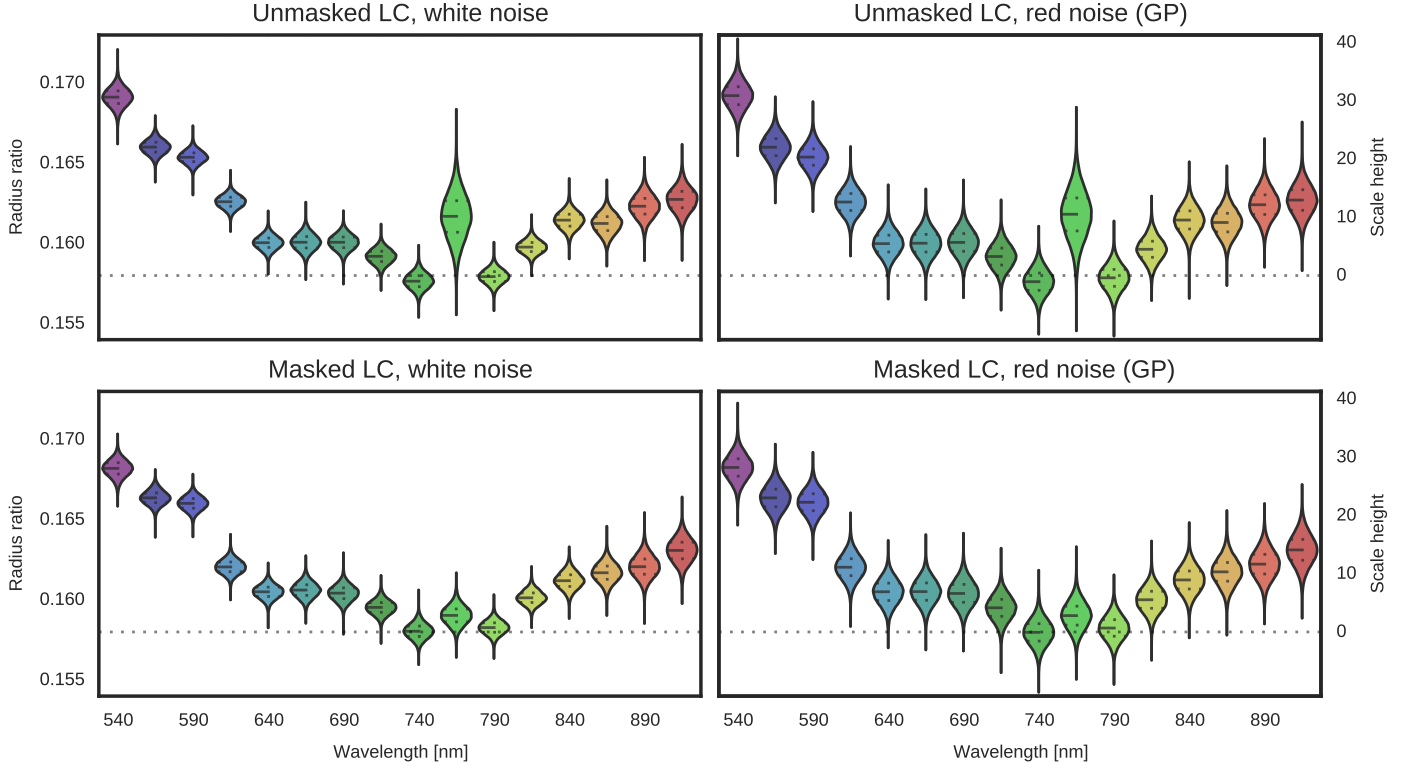 Unmasked LC, white noise
Unmasked LC, red noise (GP)
0.170
0.165
0.160
0.155
Radius ratio
40
30
20
10
0
Scale height
Masked LC, white noise
Masked LC, red noise (GP)
0.170
0.165
0.160
0.155
Radius ratio
40
30
20
10
0
Scale height
540 590 640 690 740 790 840 890
540 590 640 690 740 790 840 890
Wavelength [nm]
Wavelength [nm]